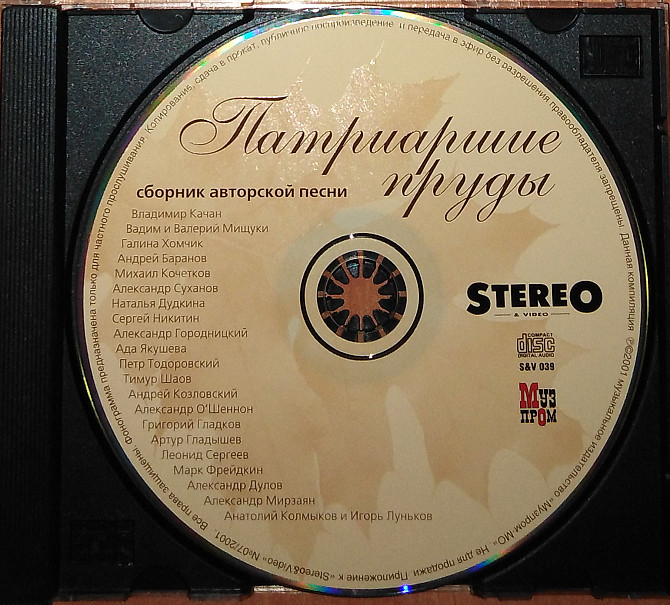 Патриаршие
пруды
сборник авторской песни
Владимир Качан
Вадим и Валерий Мищуки
Галина Хомчик
Андрей Баранов
Михаил Кочетков
Александр Суханов
Наталья Дудкина
Сергей Никитин
Александр Городницкий
Ада Якушева
Петр Тодоровский
Тимур Шаов
Андрей Козловский
Александр О'Шеннон
Григорий Гладков
Артур Гладышев
Леонид Сергеев
Марк Фрейдкин
Александр Дулов
Александр Мирзаян
Анатолий Колмыков и Игорь Луньков
STEREO
& VIDEO
COMPACT
disc
DIGITAL AUDIO
S&V 039
Муз
пром
Все права защищены. Фонограмма предназначена только для частного прослушивания. Копирование, сдача в прокат, публичное воспроизведение и передача в эфир без разрешения правообладателя запрещены. Данная компиляция ©℗2001 музыкальное издательство «Музпром-МО». Не для продажи. Приложение к «Stereo&Video» №07/2001.